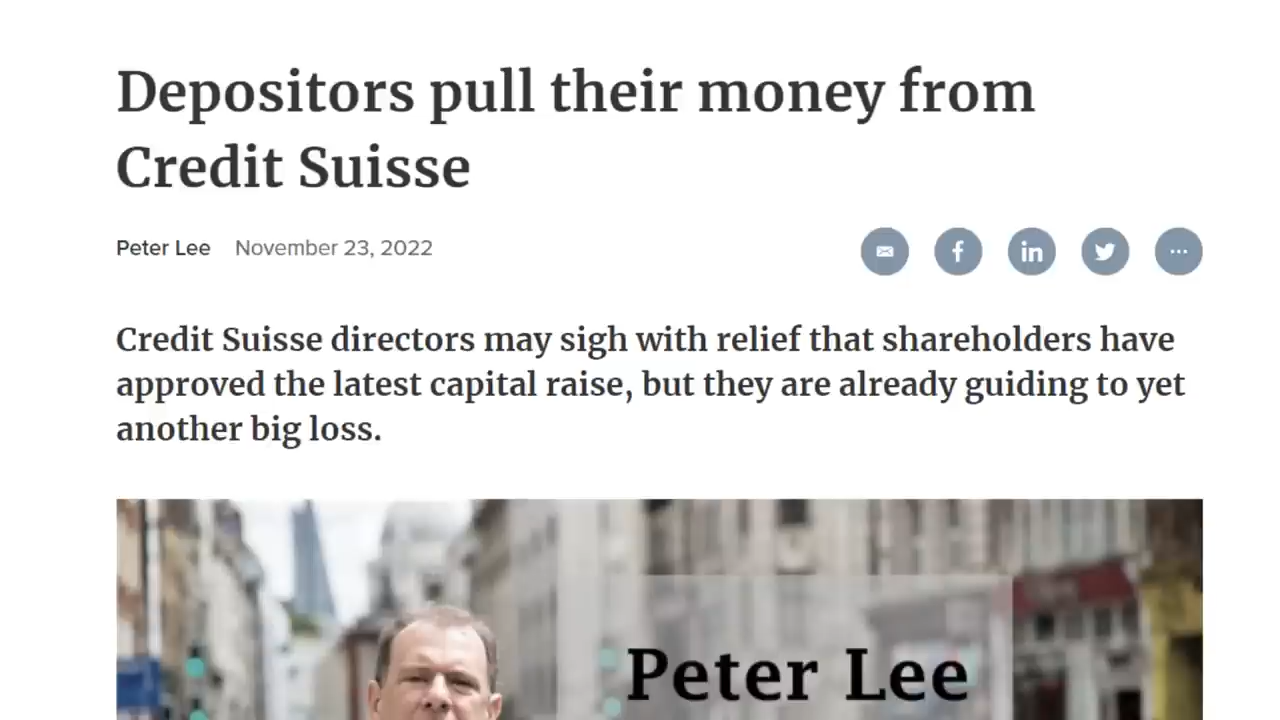 Depositors pull their money from
Credit Suisse
Peter Lee November 23, 2022
Credit Suisse directors may sigh with relief that shareholders have
approved the latest capital raise, but they are already guiding to yet
another big loss.
Peter Lee